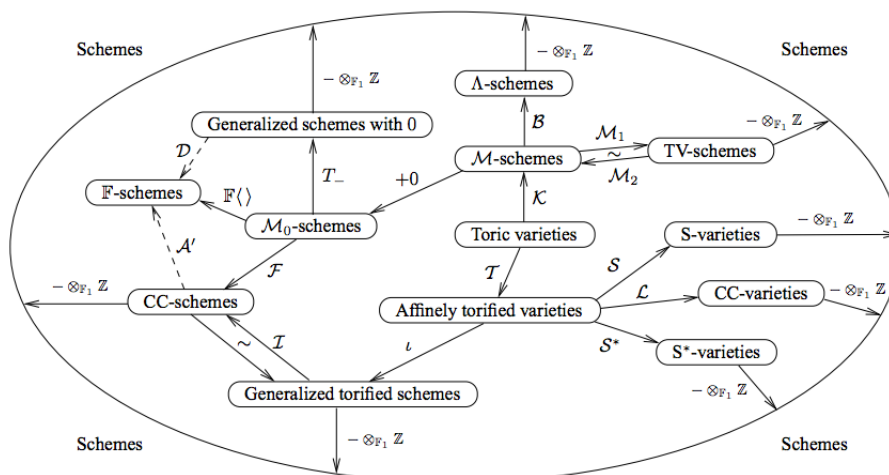 Schemes
Schemes
− ⊗_{𝔽₁} ℤ
− ⊗_{𝔽₁} ℤ
Λ-schemes
Generalized schemes with 0
ℬ
ℳ₁
− ⊗_{𝔽₁} ℤ
𝒟
ℳ-schemes
∼
TV-schemes
ℳ₂
𝔽-schemes
𝔽⟨ ⟩
T₋
+0
𝒦
ℳ₀-schemes
Toric varieties
S-varieties
− ⊗_{𝔽₁} ℤ
𝒜′
ℱ
𝒯
𝒮
− ⊗_{𝔽₁} ℤ
CC-schemes
Affinely torified varieties
ℒ
CC-varieties
− ⊗_{𝔽₁} ℤ
∼
ℐ
ι
𝒮*
S*-varieties
Generalized torified schemes
− ⊗_{𝔽₁} ℤ
− ⊗_{𝔽₁} ℤ
Schemes
Schemes